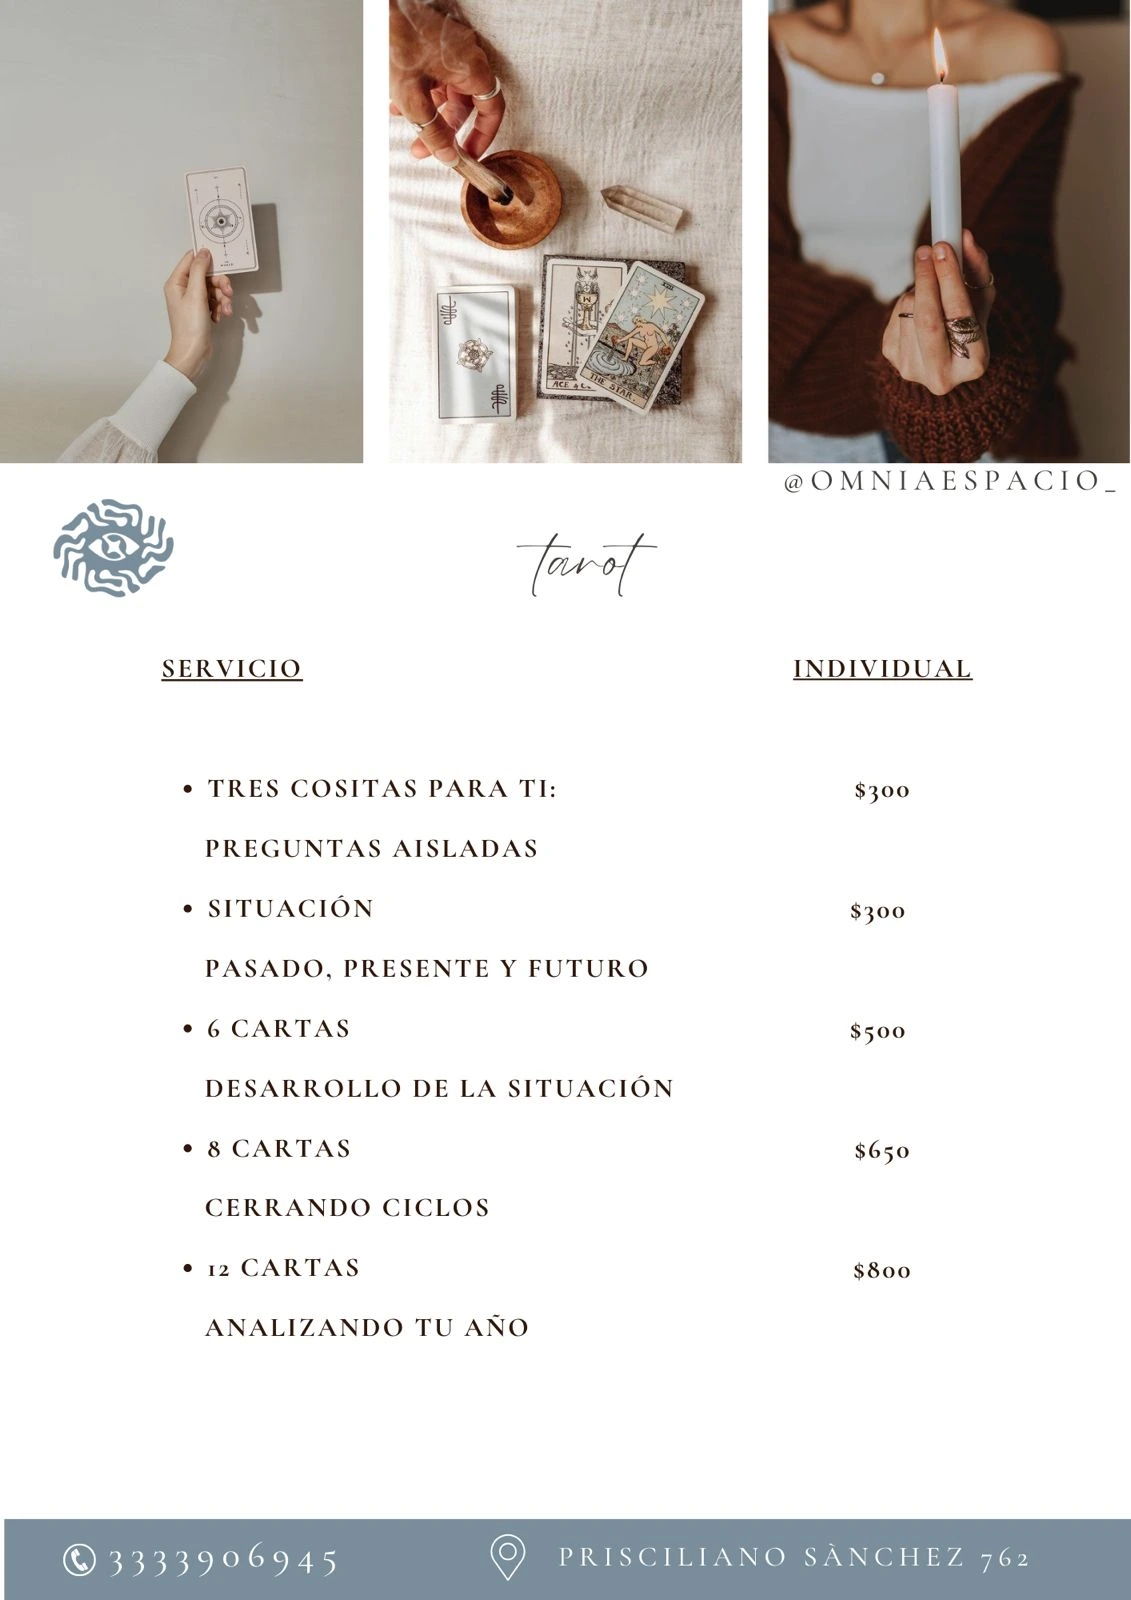 ACE
THE STAR.
@OMNIAESPACIO_
tarot
SERVICIO INDIVIDUAL
• TRES COSITAS PARA TI: $300
PREGUNTAS AISLADAS
• SITUACIÓN $300
PASADO, PRESENTE Y FUTURO
• 6 CARTAS $500
DESARROLLO DE LA SITUACIÓN
• 8 CARTAS $650
CERRANDO CICLOS
• 12 CARTAS $800
ANALIZANDO TU AÑO
3333906945 PRISCILIANO SÀNCHEZ 762